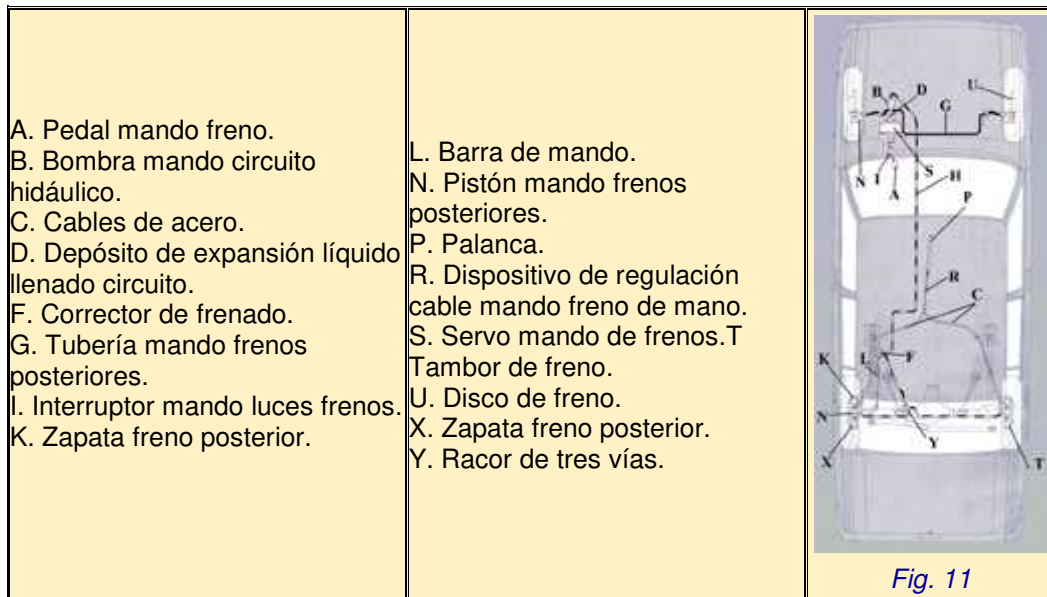 A. Pedal mando freno.
B. Bombra mando circuito
hidáulico.
C. Cables de acero.
D. Depósito de expansión líquido
llenado circuito.
F. Corrector de frenado.
G. Tubería mando frenos
posteriores.
I. Interruptor mando luces frenos.
K. Zapata freno posterior.
L. Barra de mando.
N. Pistón mando frenos
posteriores.
P. Palanca.
R. Dispositivo de regulación
cable mando freno de mano.
S. Servo mando de frenos.T
Tambor de freno.
U. Disco de freno.
X. Zapata freno posterior.
Y. Racor de tres vías.
B D U
G
N I A S H
P
R
C
K L F
N
Y
X T
Fig. 11